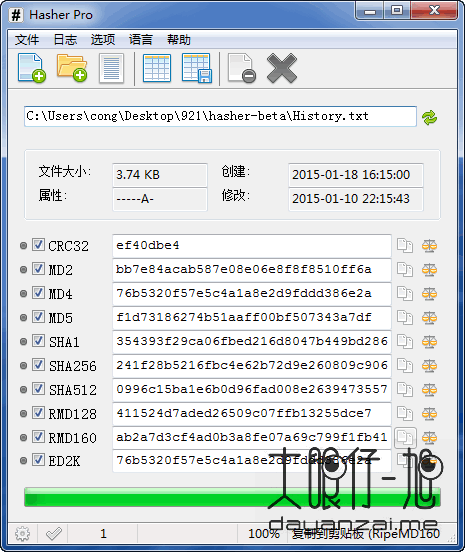 # Hasher Pro
文件 日志 选项 语言 帮助
C:\Users\cong\Desktop\921\hasher-beta\History.txt
文件大小: 3.74 KB 创建: 2015-01-18 16:15:00
属性: -----A- 修改: 2015-01-10 22:15:43
CRC32 ef40dbe4
MD2 bb7e84acab587e08e06e8f8f8510ff6a
MD4 76b5320f57e5c4a1a8e2d9fddd386e2a
MD5 f1d73186274b51aaff00bf507343a7df
SHA1 354393f29ca06fbed216d8047b449bd286
SHA256 241f28b5216fbc4e62b72d9e260809c906
SHA512 0996c15ba1e6b0d96fad008e2639473557
RMD128 411524d7aded26509c07ffb13255dce7
RMD160 ab2a7d3cf4ad0b3a8fe07a69c799f1fb41
ED2K 76b5320f57e5c4a1a8e2d9fddd386e2a
大眼仔~旭
dayanzai.me
1 100% 复制到剪贴板 (RipeMD160